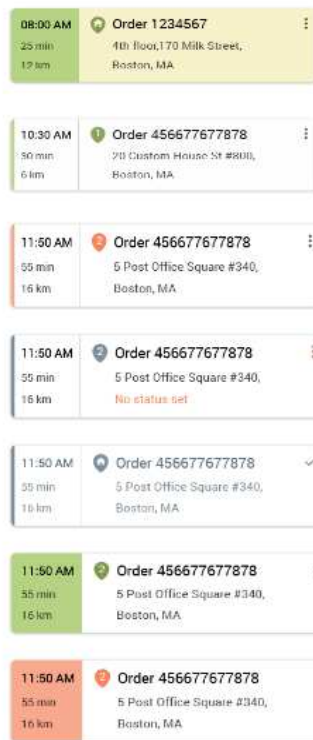 08:00 AM Order 1234567
25 min 4th floor,170 Milk Street,
12 km Boston, MA
10:30 AM 1 Order 456677677878
30 min 20 Custom House St #800,
6 km Boston, MA
11:50 AM 2 Order 456677677878
55 min 5 Post Office Square #340,
16 km Boston, MA
11:50 AM 2 Order 456677677878
55 min 5 Post Office Square #340,
16 km No status set
11:50 AM Order 456677677878
55 min 5 Post Office Square #340,
16 km Boston, MA
11:50 AM 2 Order 456677677878
55 min 5 Post Office Square #340,
16 km Boston, MA
11:50 AM 2 Order 456677677878
55 min 5 Post Office Square #340,
16 km Boston, MA